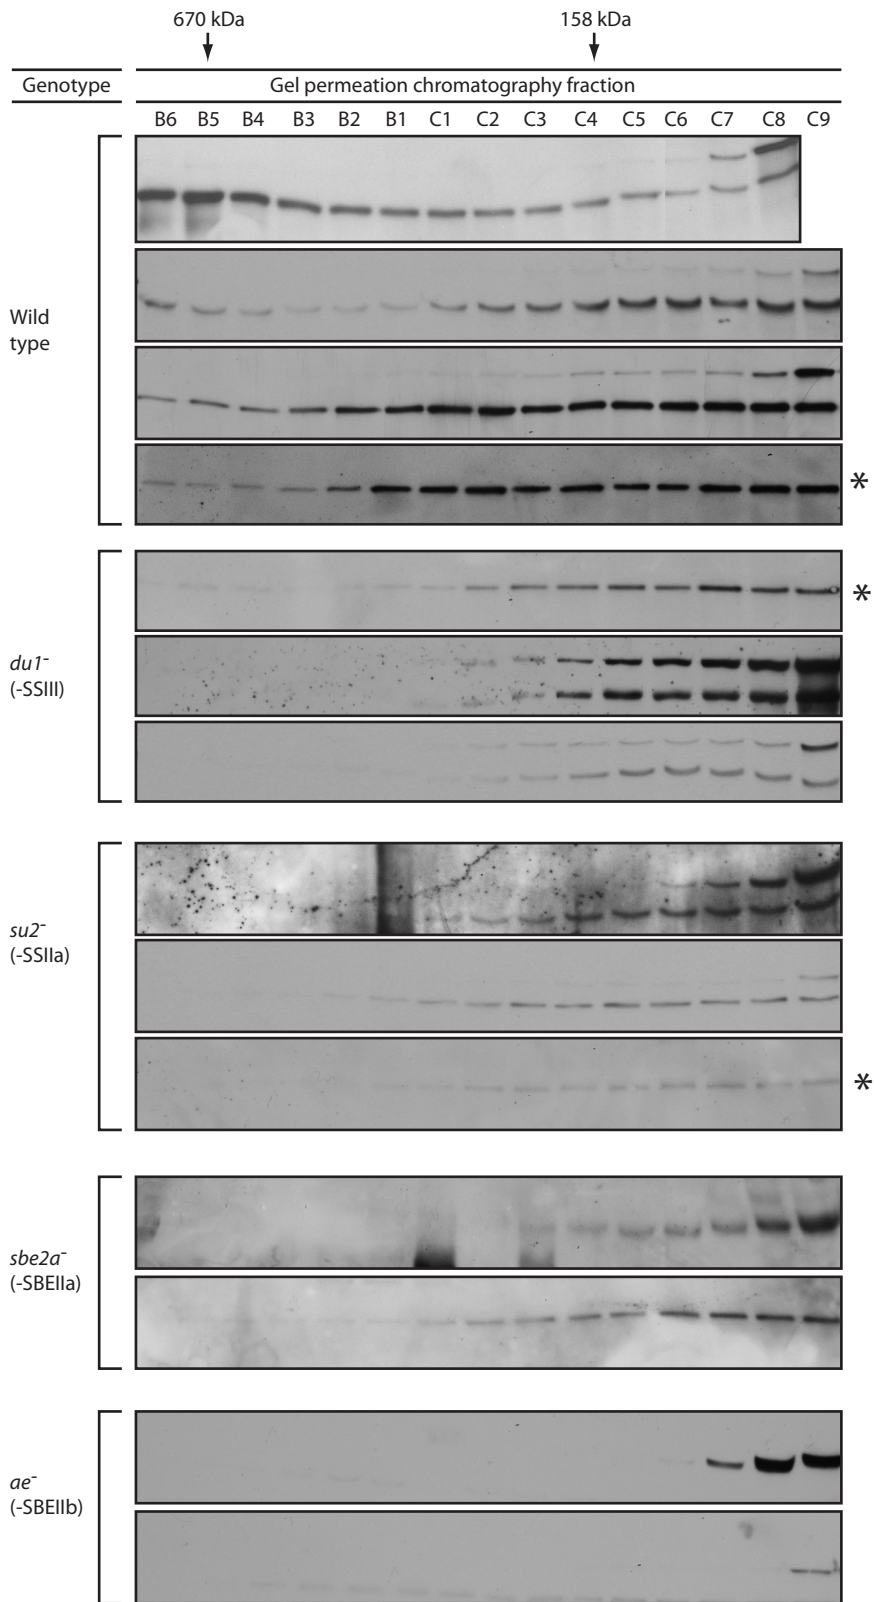 670 kDa 158 kDa
Genotype Gel permeation chromatography fraction
B6 B5 B4 B3 B2 B1 C1 C2 C3 C4 C5 C6 C7 C8 C9
Wild
type
*
du1⁻
(-SSIII)
*
su2⁻
(-SSIIa)
*
sbe2a⁻
(-SBEIIa)
ae⁻
(-SBEIIb)